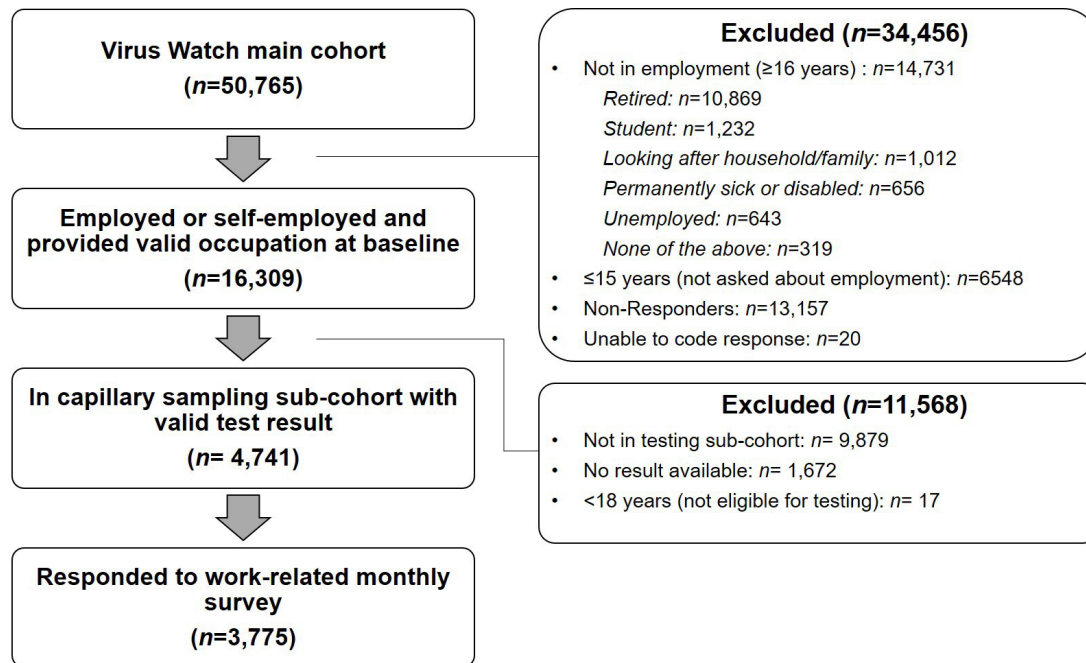 Virus Watch main cohort
(n=50,765)
Excluded (n=34,456)
• Not in employment (≥16 years) : n=14,731
Retired: n=10,869
Student: n=1,232
Looking after household/family: n=1,012
Permanently sick or disabled: n=656
Unemployed: n=643
None of the above: n=319
• ≤15 years (not asked about employment): n=6548
• Non-Responders: n=13,157
• Unable to code response: n=20
Employed or self-employed and
provided valid occupation at baseline
(n=16,309)
Excluded (n=11,568)
• Not in testing sub-cohort: n= 9,879
• No result available: n= 1,672
• <18 years (not eligible for testing): n= 17
In capillary sampling sub-cohort with
valid test result
(n= 4,741)
Responded to work-related monthly
survey
(n=3,775)